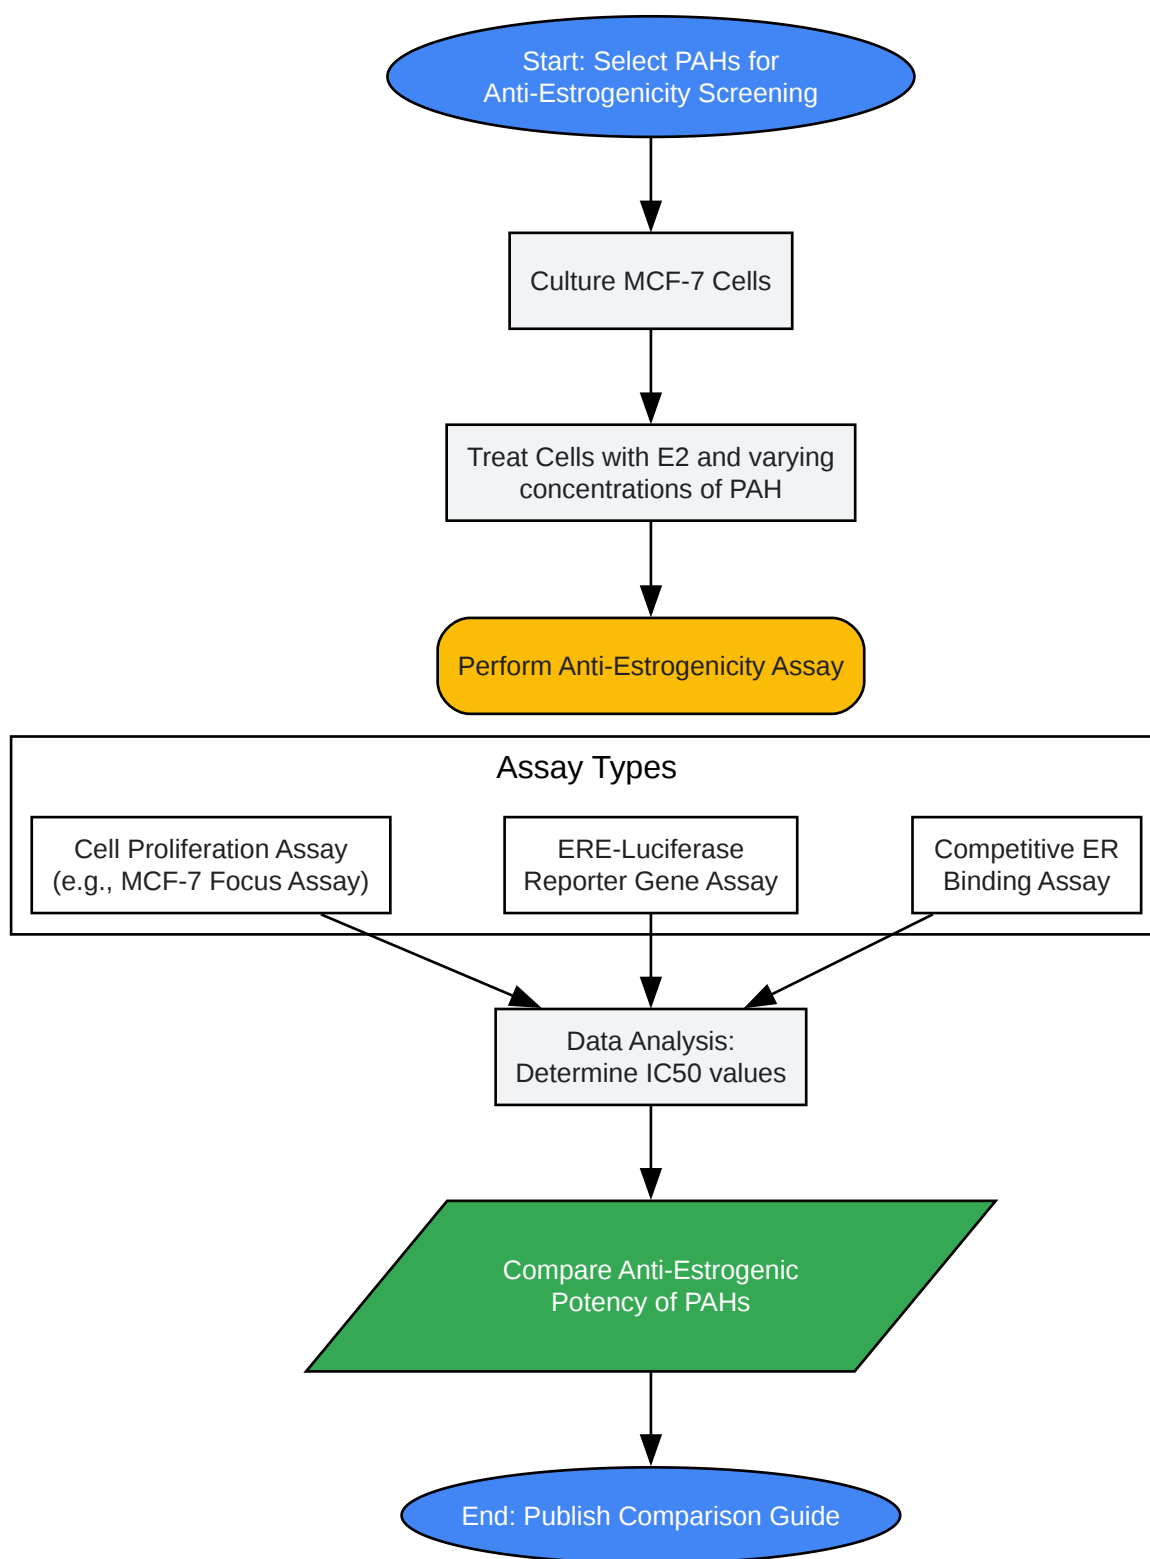 Start: Select PAHs for
Anti-Estrogenicity Screening
Culture MCF-7 Cells
Treat Cells with E2 and varying
concentrations of PAH
Perform Anti-Estrogenicity Assay
Assay Types
Cell Proliferation Assay
(e.g., MCF-7 Focus Assay)
ERE-Luciferase
Reporter Gene Assay
Competitive ER
Binding Assay
Data Analysis:
Determine IC50 values
Compare Anti-Estrogenic
Potency of PAHs
End: Publish Comparison Guide